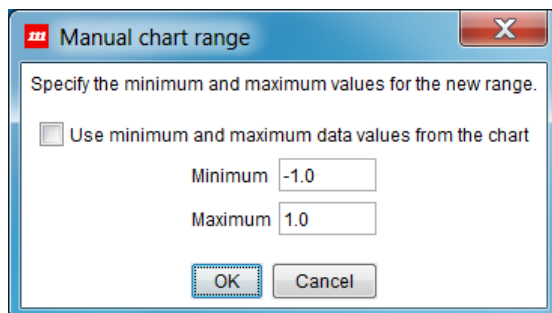 m Manual chart range X
Specify the minimum and maximum values for the new range.
Use minimum and maximum data values from the chart
Minimum -1.0
Maximum 1.0
OK Cancel